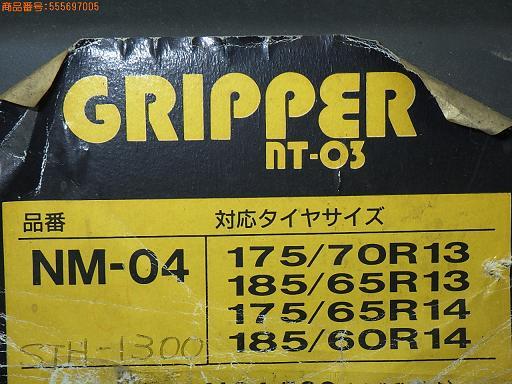 商品番号：555697005
GRIPPER
NT-03
品番
対応タイヤサイズ
NM-04
175/70R13
185/65R13
175/65R14
185/60R14
STH-1300